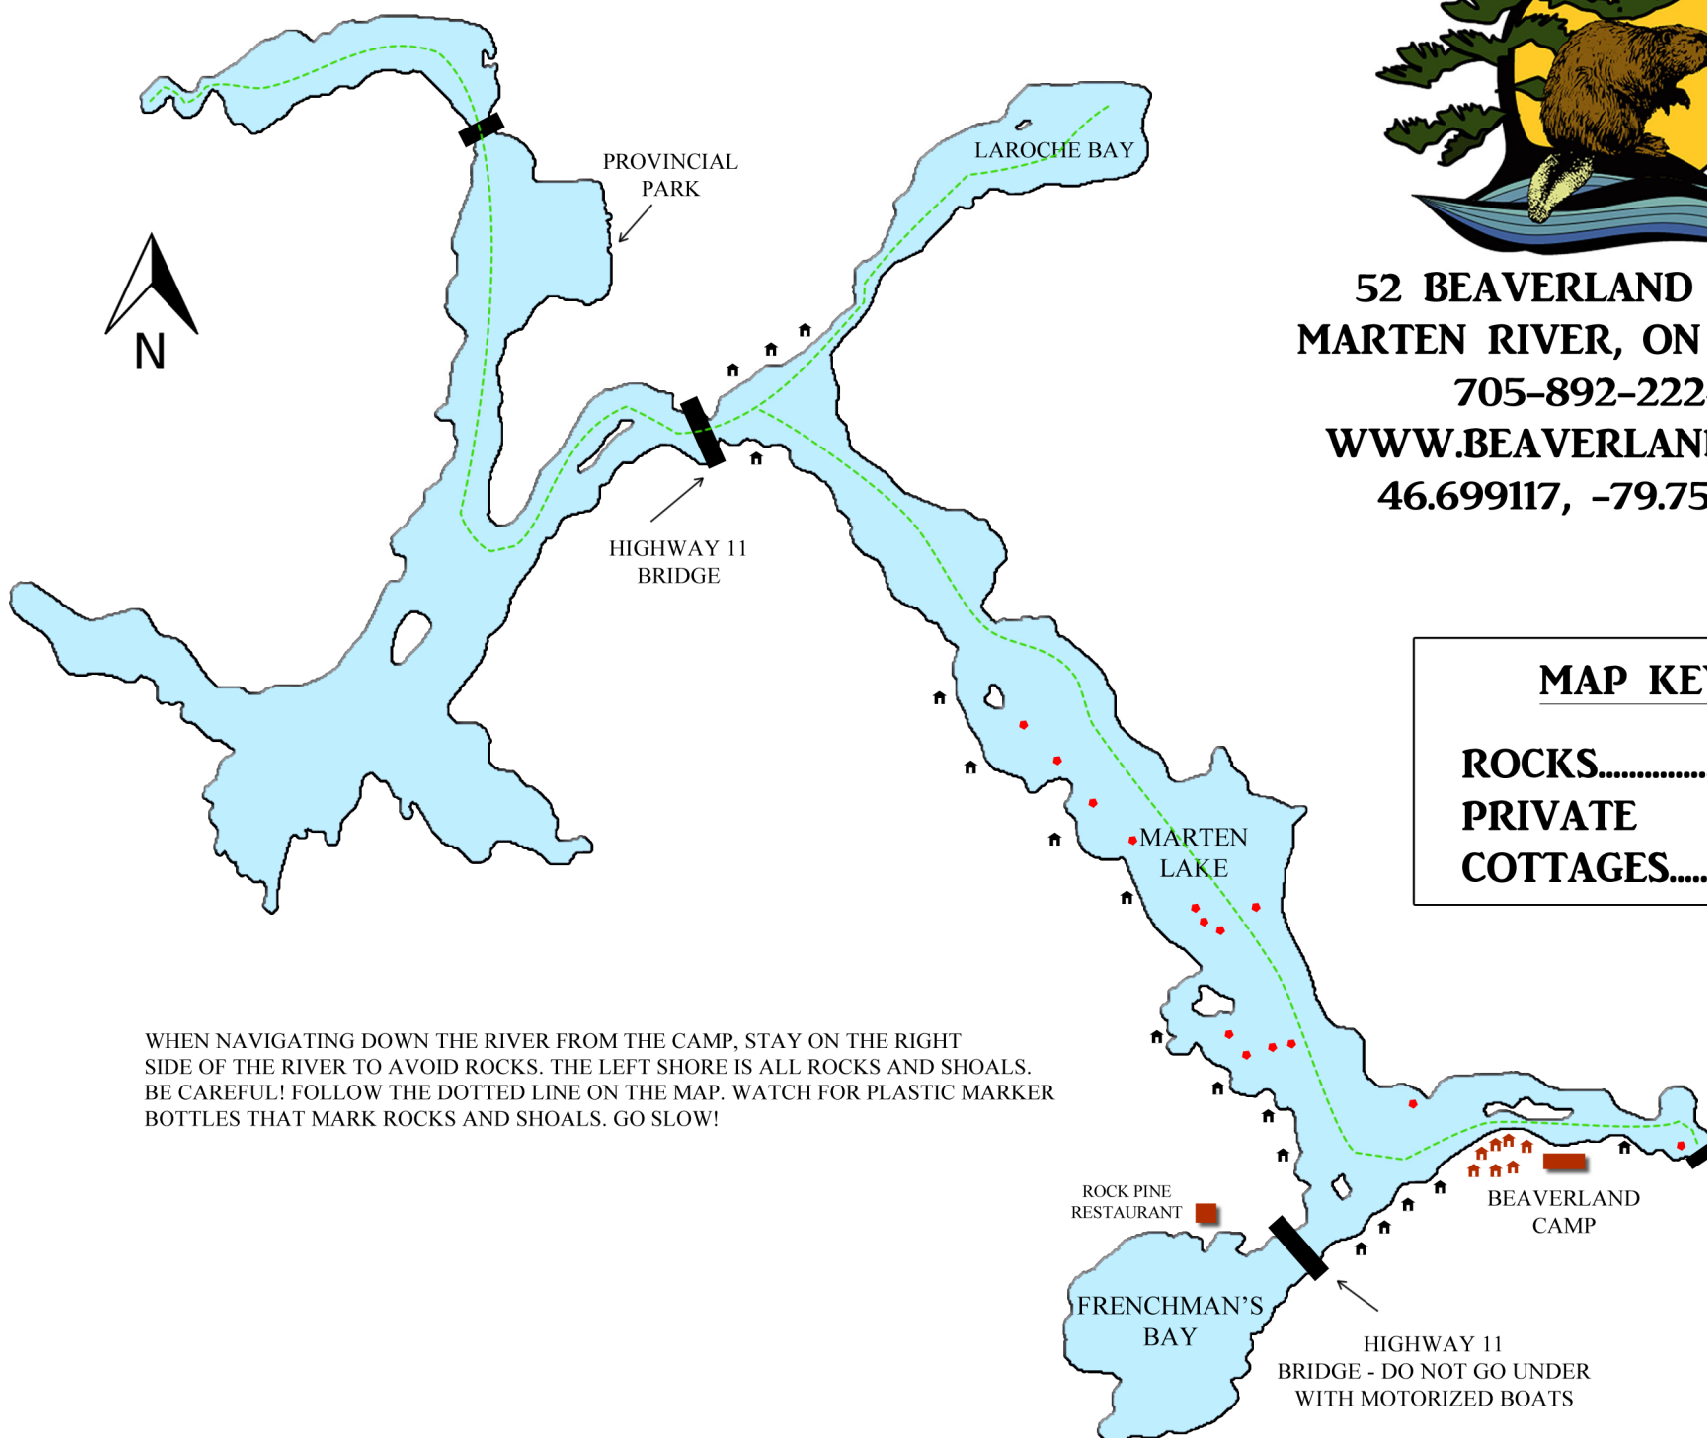 PROVINCIAL
PARK
LAROCHE BAY
N
52 BEAVERLAND
MARTEN RIVER, ON
705-892-222
WWW.BEAVERLAN
46.699117, -79.75
HIGHWAY 11
BRIDGE
MAP KEY
ROCKS..............
PRIVATE
COTTAGES.....
MARTEN
LAKE
WHEN NAVIGATING DOWN THE RIVER FROM THE CAMP, STAY ON THE RIGHT
SIDE OF THE RIVER TO AVOID ROCKS. THE LEFT SHORE IS ALL ROCKS AND SHOALS.
BE CAREFUL! FOLLOW THE DOTTED LINE ON THE MAP. WATCH FOR PLASTIC MARKER
BOTTLES THAT MARK ROCKS AND SHOALS. GO SLOW!
ROCK PINE
RESTAURANT
BEAVERLAND
CAMP
FRENCHMAN'S
BAY
HIGHWAY 11
BRIDGE - DO NOT GO UNDER
WITH MOTORIZED BOATS